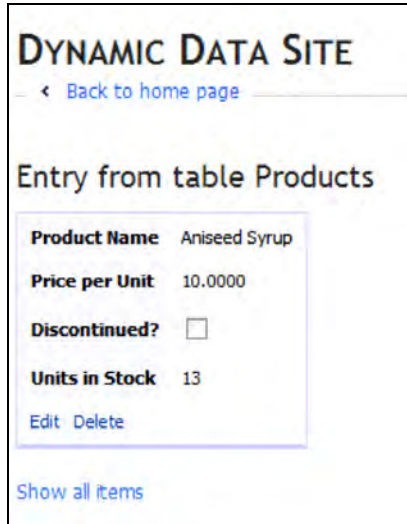 DYNAMIC DATA SITE
‹ Back to home page
Entry from table Products
Product Name Aniseed Syrup
Price per Unit 10.0000
Discontinued?
Units in Stock 13
Edit Delete
Show all items